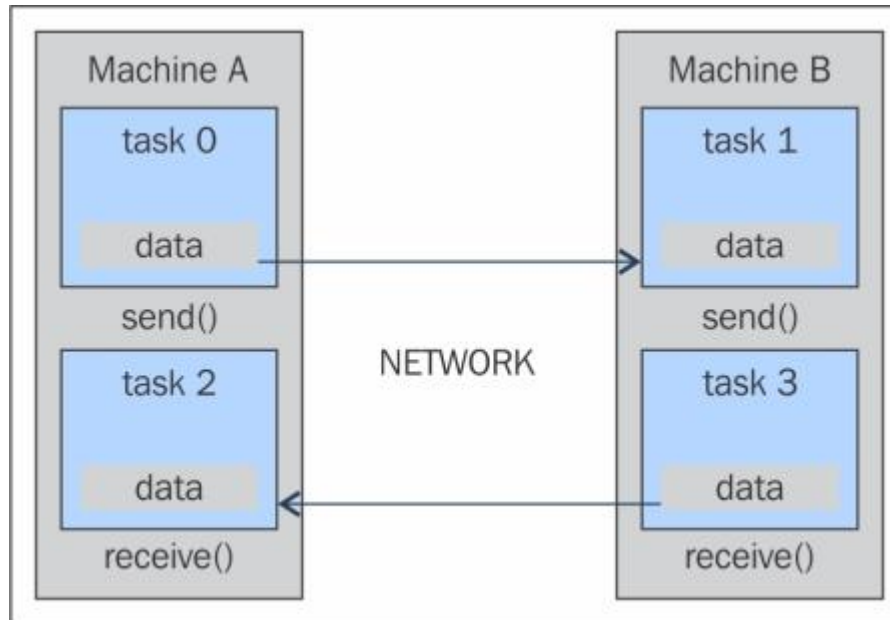 Machine A
task 0
data
send()
task 2
data
receive()
NETWORK
Machine B
task 1
data
send()
task 3
data
receive()